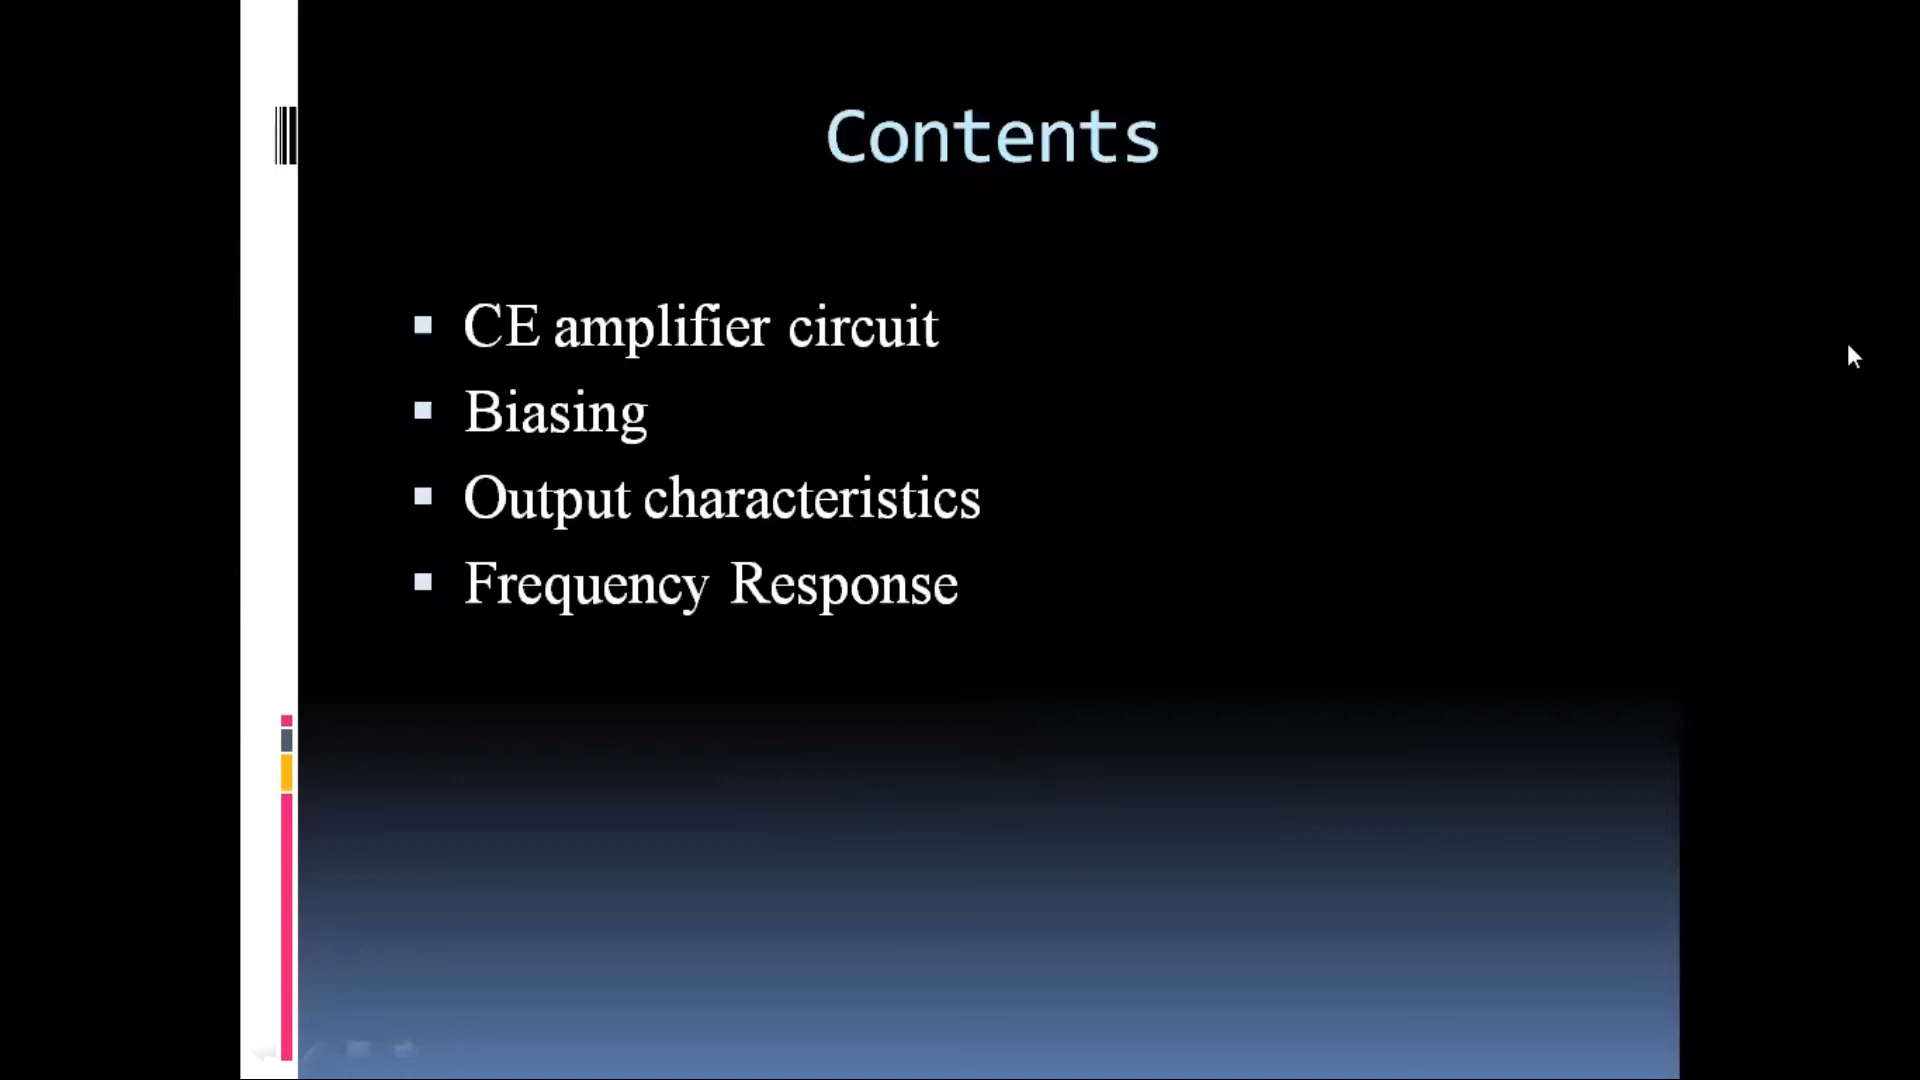 Contents
CE amplifier circuit
Biasing
Output characteristics
Frequency Response